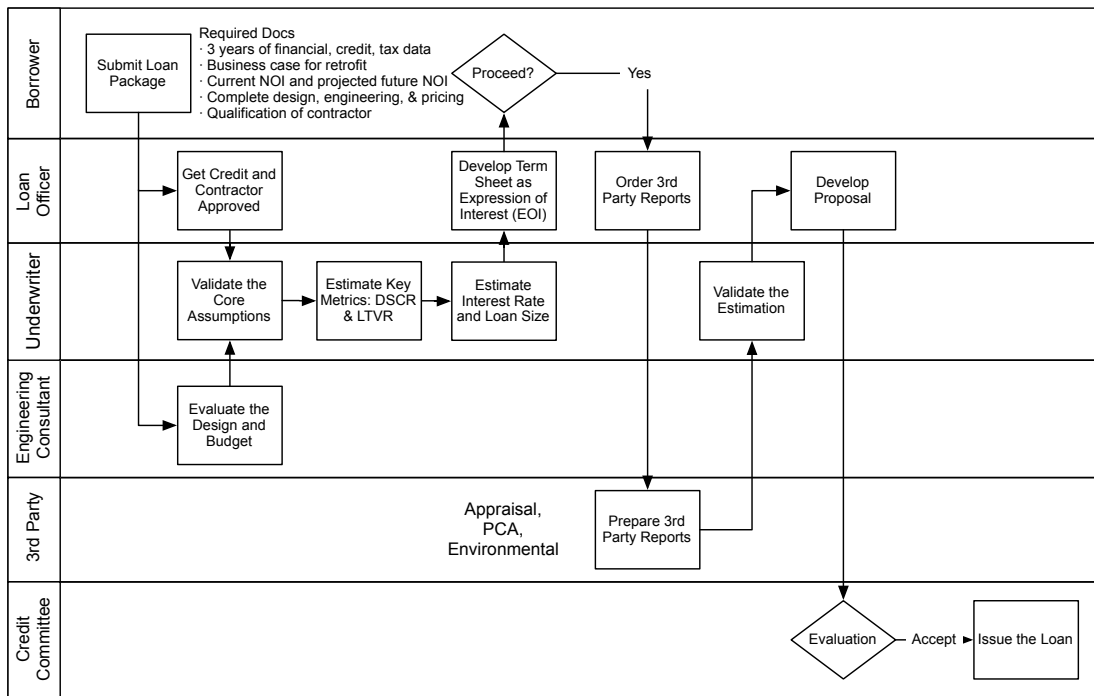 Borrower
Submit Loan
Package
Required Docs
· 3 years of financial, credit, tax data
· Business case for retrofit
· Current NOI and projected future NOI
· Complete design, engineering, & pricing
· Qualification of contractor
Proceed?
Yes
Loan
Officer
Get Credit and
Contractor
Approved
Develop Term
Sheet as
Expression of
Interest (EOI)
Order 3rd
Party Reports
Develop
Proposal
Underwriter
Validate the
Core
Assumptions
Estimate Key
Metrics: DSCR
& LTVR
Estimate
Interest Rate
and Loan Size
Validate the
Estimation
Engineering
Consultant
Evaluate the
Design and
Budget
3rd Party
Appraisal,
PCA,
Environmental
Prepare 3rd
Party Reports
Credit
Committee
Evaluation
Accept
Issue the Loan